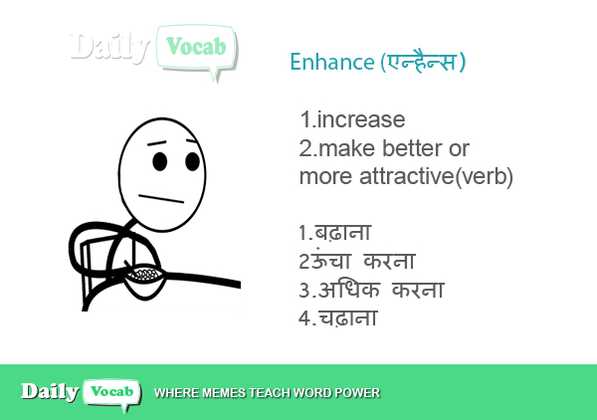 Daily Vocab
Enhance (एन्हैन्स)
1.increase
2.make better or
more attractive(verb)
1.बढ़ाना
2ऊंचा करना
3.अधिक करना
4.चढ़ाना
Daily Vocab WHERE MEMES TEACH WORD POWER